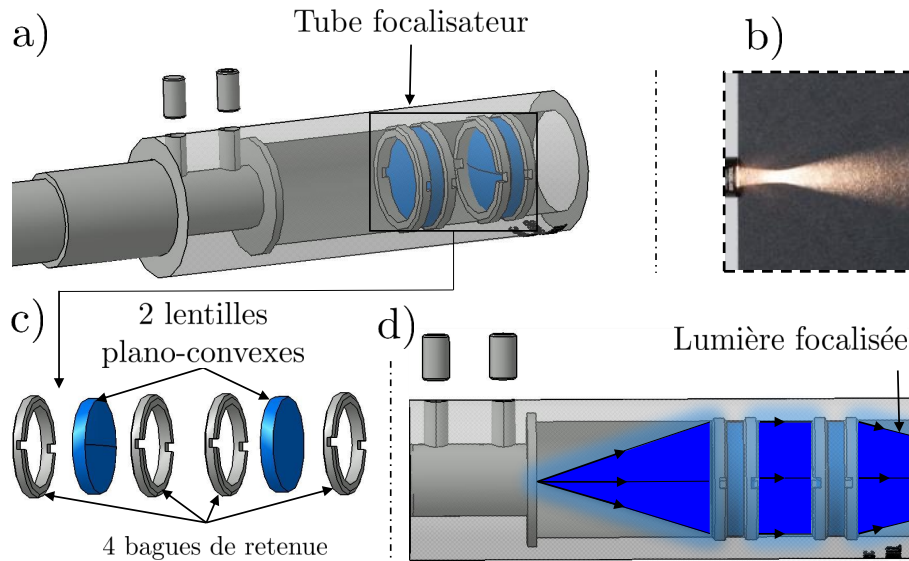 a)
Tube focalisateur
b)
c)
2 lentilles
plano-convexes
4 bagues de retenue
d)
Lumière focalisée